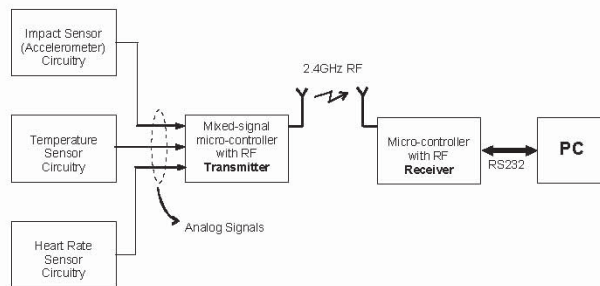 Impact Sensor
(Accelerometer)
Circuitry
2.4GHz RF
Temperature
Sensor
Circuitry
Mixed-signal
micro-controller
with RF
Transmitter
Micro-controller
with RF
Receiver
RS232
PC
Analog Signals
Heart Rate
Sensor
Circuitry